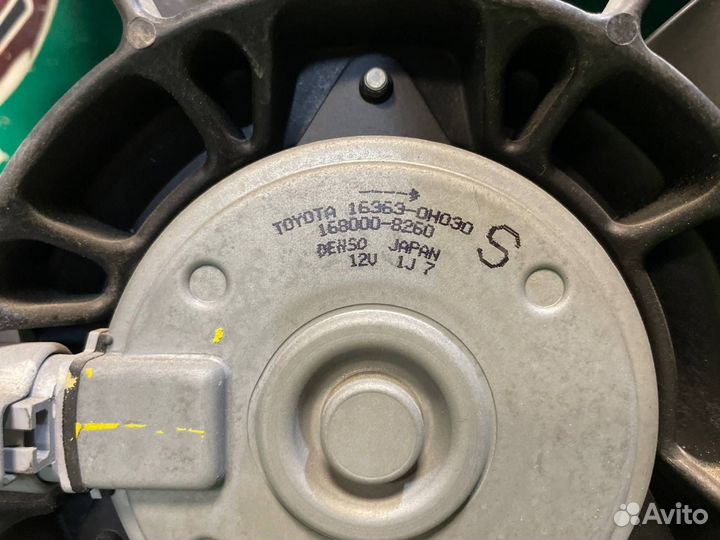 TOYOTA 16363-0H030
168000-8260
DENSO JAPAN
12V 1J 7
S
Avito